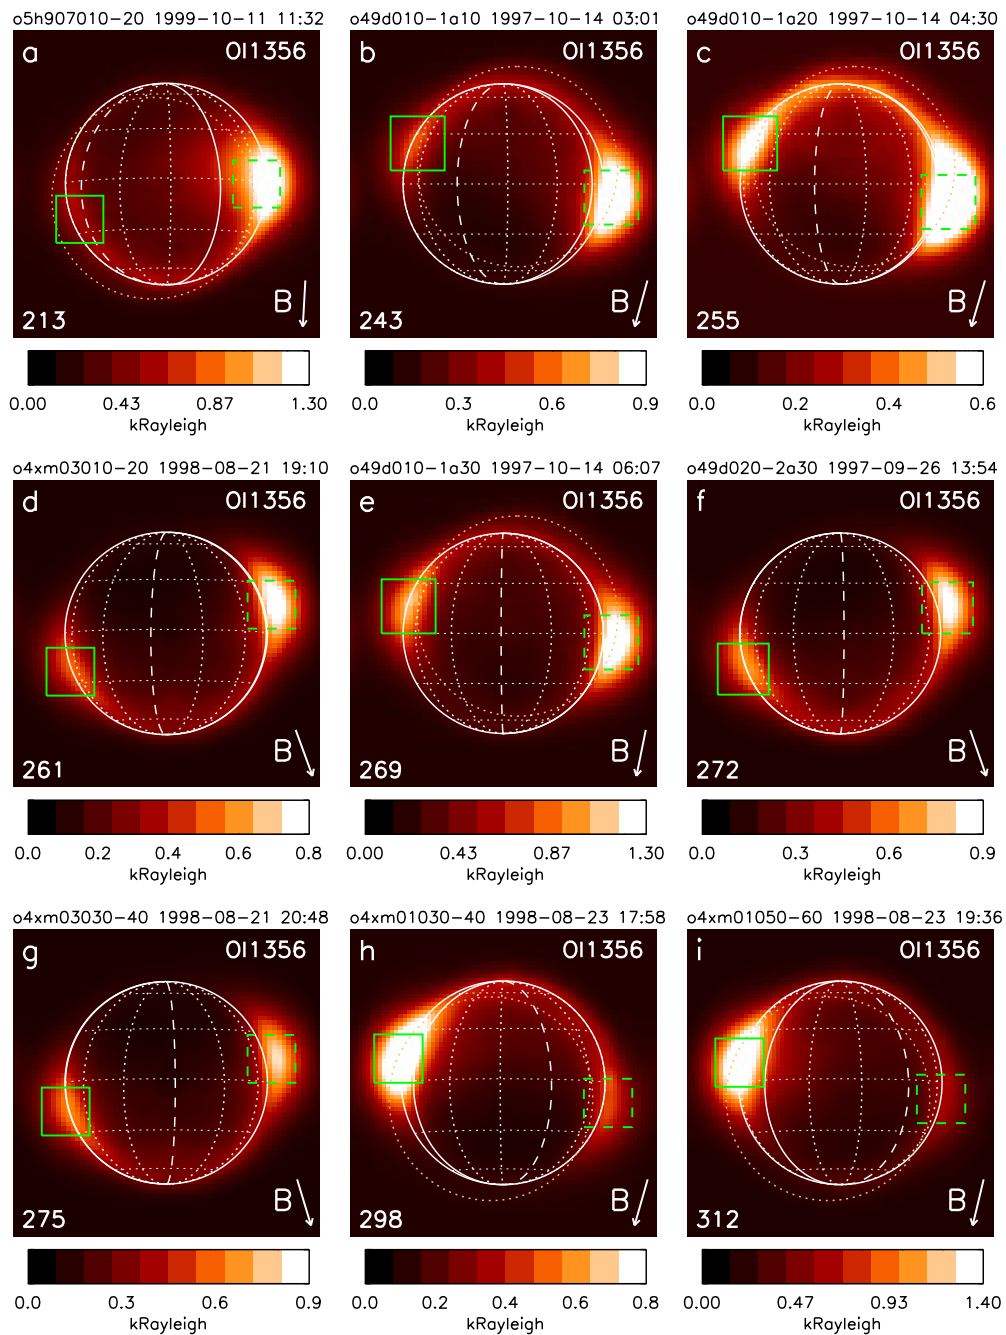 o5h907010-20 1999-10-11 11:32
o49d010-1a10 1997-10-14 03:01
o49d010-1a20 1997-10-14 04:30
a
OI1356
b
OI1356
c
OI1356
B
B
B
213
243
255
0.00 0.43 0.87 1.30
0.0 0.3 0.6 0.9
0.0 0.2 0.4 0.6
kRayleigh
kRayleigh
kRayleigh
o4xm03010-20 1998-08-21 19:10
o49d010-1a30 1997-10-14 06:07
o49d020-2a30 1997-09-26 13:54
d
OI1356
e
OI1356
f
OI1356
B
B
B
261
269
272
0.0 0.2 0.4 0.6 0.8
0.00 0.43 0.87 1.30
0.0 0.3 0.6 0.9
kRayleigh
kRayleigh
kRayleigh
o4xm03030-40 1998-08-21 20:48
o4xm01030-40 1998-08-23 17:58
o4xm01050-60 1998-08-23 19:36
g
OI1356
h
OI1356
i
OI1356
B
B
B
275
298
312
0.0 0.3 0.6 0.9
0.0 0.2 0.4 0.6 0.8
0.00 0.47 0.93 1.40
kRayleigh
kRayleigh
kRayleigh